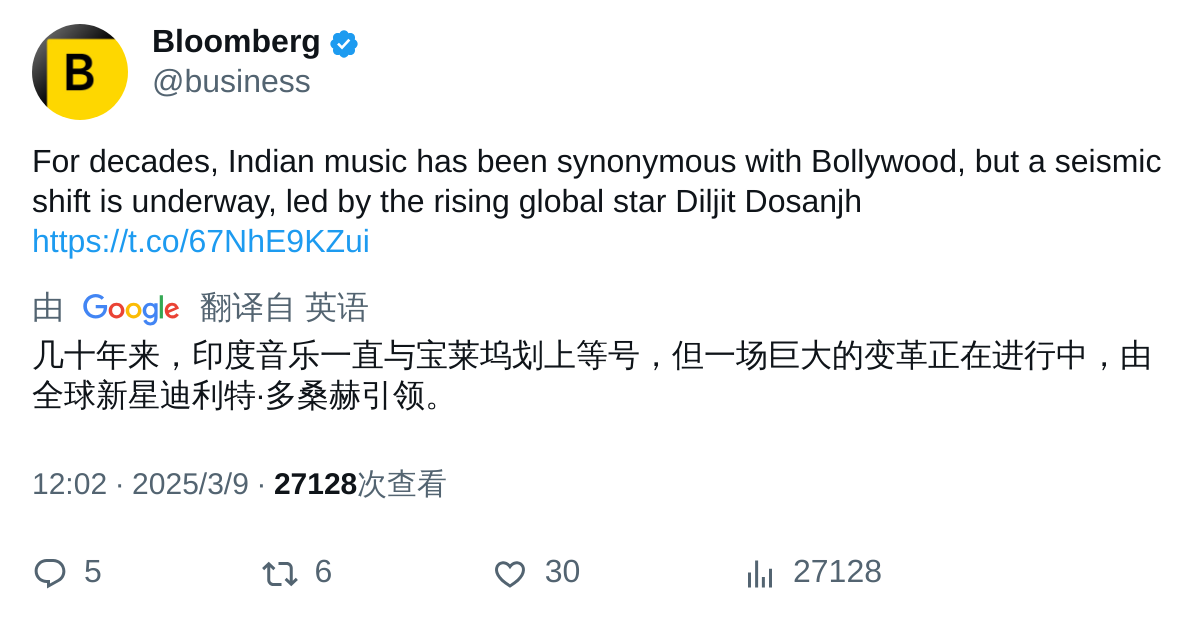 B
Bloomberg
@business
For decades, Indian music has been synonymous with Bollywood, but a seismic
shift is underway, led by the rising global star Diljit Dosanjh
https://t.co/67NhE9KZui
由 Google 翻译自 英语
几十年来，印度音乐一直与宝莱坞划上等号，但一场巨大的变革正在进行中，由
全球新星迪利特·多桑赫引领。
12:02 · 2025/3/9 · 27128次查看
5 6 30 27128